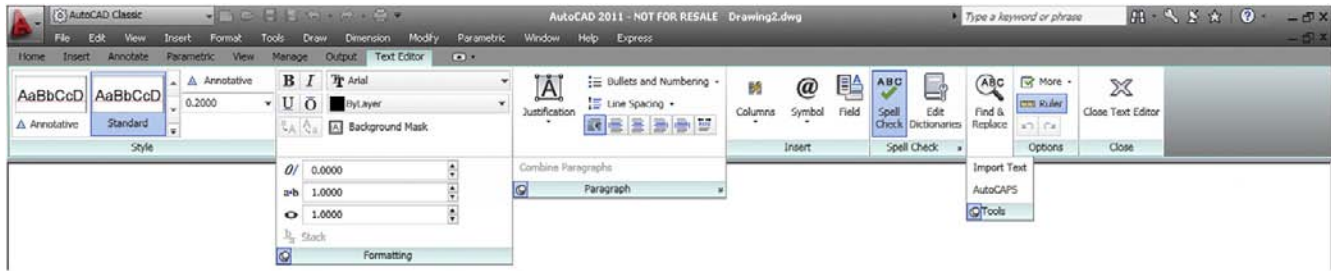 AutoCAD Classic AutoCAD 2011 - NOT FOR RESALE Drawing2.dwg Type a keyword or phrase
File Edit View Insert Format Tools Draw Dimension Modify Parametric Window Help Express
Home Insert Annotate Parametric View Manage Output Text Editor
AaBbCcD AaBbCcD
Annotative Standard
Annotative
0.2000
Style
B I Arial
U O ByLayer
Background Mask
0/ 0.0000
a•b 1.0000
1.0000
Stack
Formatting
A
Justification
Bullets and Numbering
Line Spacing
Combine Paragraphs
Paragraph
Columns
@
Symbol
Field
Insert
ABC
Spell Check
Edit Dictionaries
Spell Check
ABC
Find & Replace
Import Text
AutoCAPS
Tools
More
Ruler
Options
Close Text Editor
Close